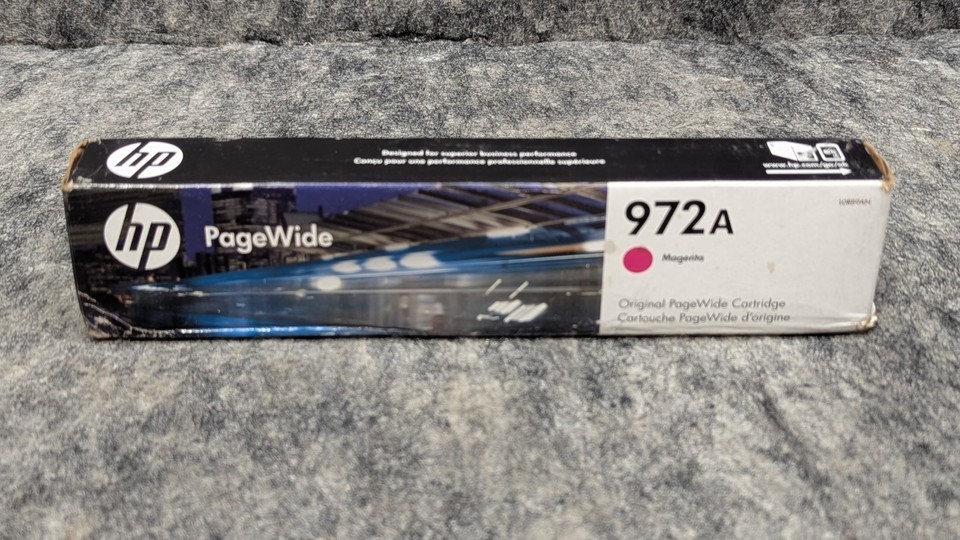 hp
Designed for superior business performance
Conçu pour une performance professionnelle supérieure
hp
PageWide
972A
Magenta
Original PageWide Cartridge
Cartouche PageWide d'origine